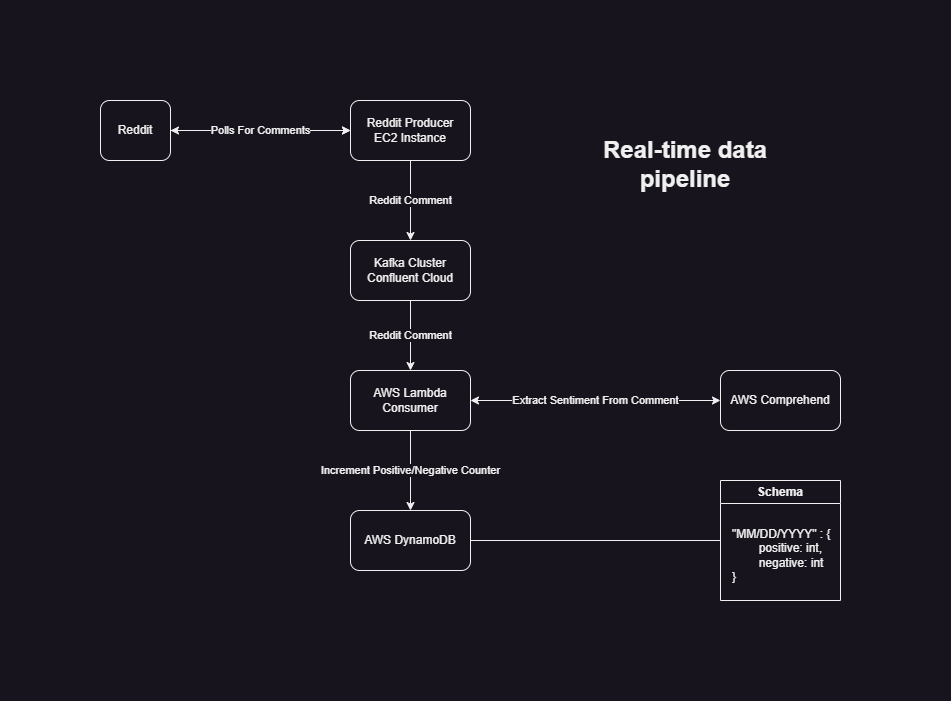 Reddit
Polls For Comments
Reddit Producer
EC2 Instance
Real-time data
pipeline
Reddit Comment
Kafka Cluster
Confluent Cloud
Reddit Comment
AWS Lambda
Consumer
Extract Sentiment From Comment
AWS Comprehend
Increment Positive/Negative Counter
AWS DynamoDB
Schema
"MM/DD/YYYY" : {
positive: int,
negative: int
}